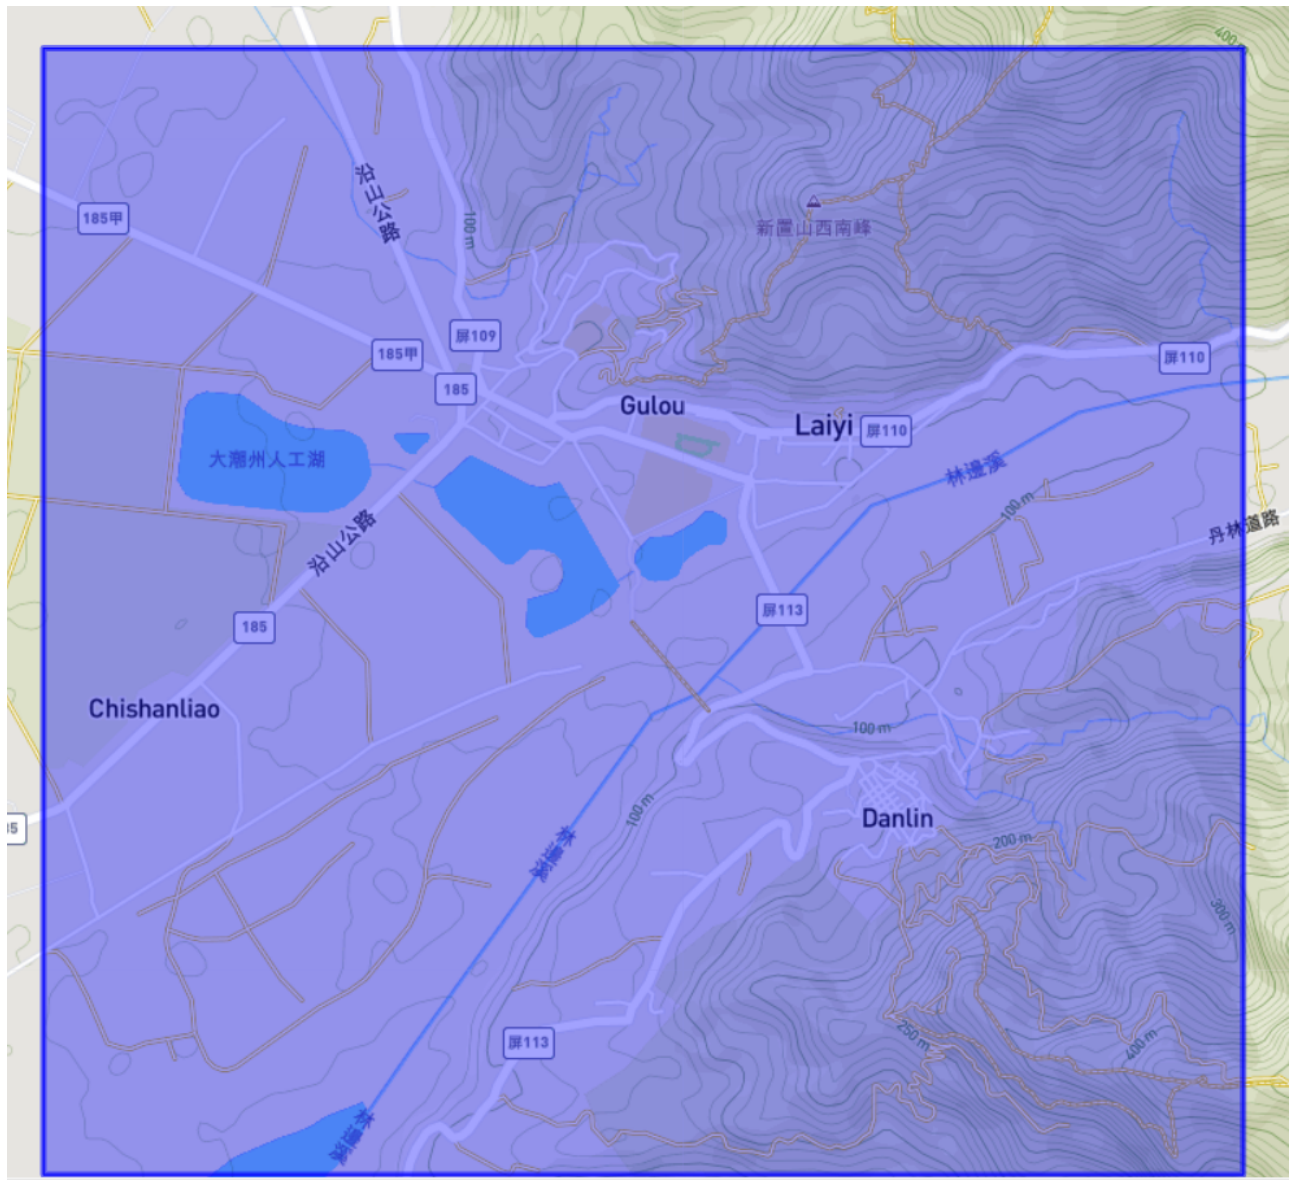 400 m
沿山公路
185甲
100 m
新置山西南峰
屏109
185甲
屏110
185
Gulou
Laiyi
屏110
大潮州人工湖
林邊溪
100 m
沿山公路
丹林道路
屏113
185
Chishanliao
100 m
100 m
Danlin
林邊溪
200 m
300 m
屏113
250 m
400 m
林邊溪